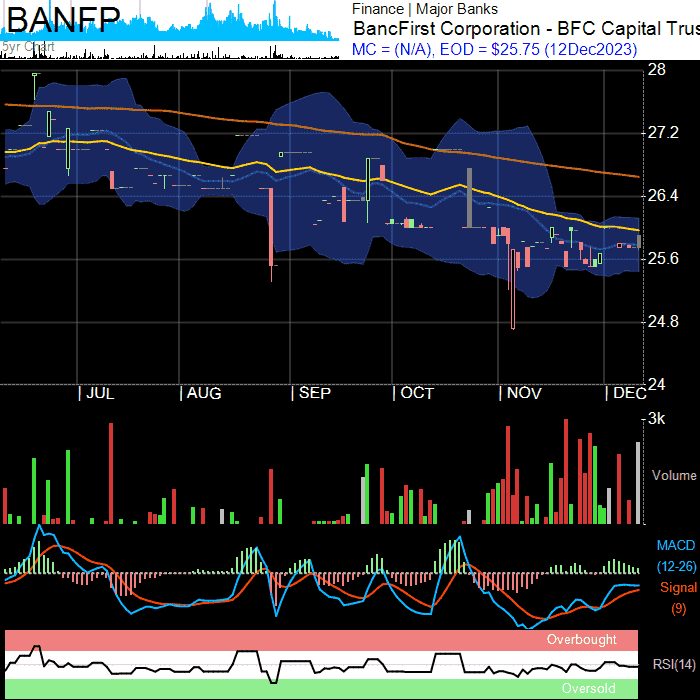 BANFP
5yr Chart
Finance | Major Banks
BancFirst Corporation - BFC Capital Trus
MC = (N/A), EOD = $25.75 (12Dec2023)
28
27.2
26.4
25.6
24.8
24
| JUL | AUG | SEP | OCT | NOV | DEC
3k
Volume
MACD
(12-26)
Signal
(9)
Overbought
RSI(14)
Oversold